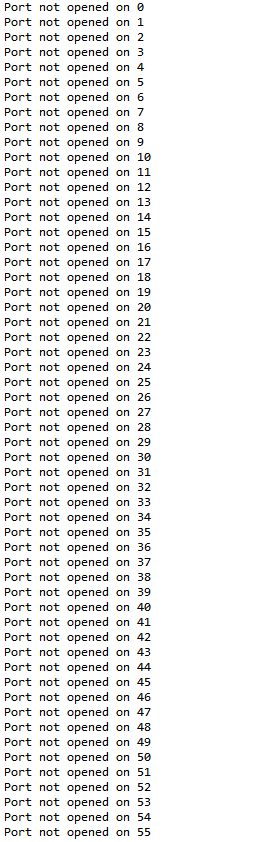 Port not opened on 0
Port not opened on 1
Port not opened on 2
Port not opened on 3
Port not opened on 4
Port not opened on 5
Port not opened on 6
Port not opened on 7
Port not opened on 8
Port not opened on 9
Port not opened on 10
Port not opened on 11
Port not opened on 12
Port not opened on 13
Port not opened on 14
Port not opened on 15
Port not opened on 16
Port not opened on 17
Port not opened on 18
Port not opened on 19
Port not opened on 20
Port not opened on 21
Port not opened on 22
Port not opened on 23
Port not opened on 24
Port not opened on 25
Port not opened on 26
Port not opened on 27
Port not opened on 28
Port not opened on 29
Port not opened on 30
Port not opened on 31
Port not opened on 32
Port not opened on 33
Port not opened on 34
Port not opened on 35
Port not opened on 36
Port not opened on 37
Port not opened on 38
Port not opened on 39
Port not opened on 40
Port not opened on 41
Port not opened on 42
Port not opened on 43
Port not opened on 44
Port not opened on 45
Port not opened on 46
Port not opened on 47
Port not opened on 48
Port not opened on 49
Port not opened on 50
Port not opened on 51
Port not opened on 52
Port not opened on 53
Port not opened on 54
Port not opened on 55